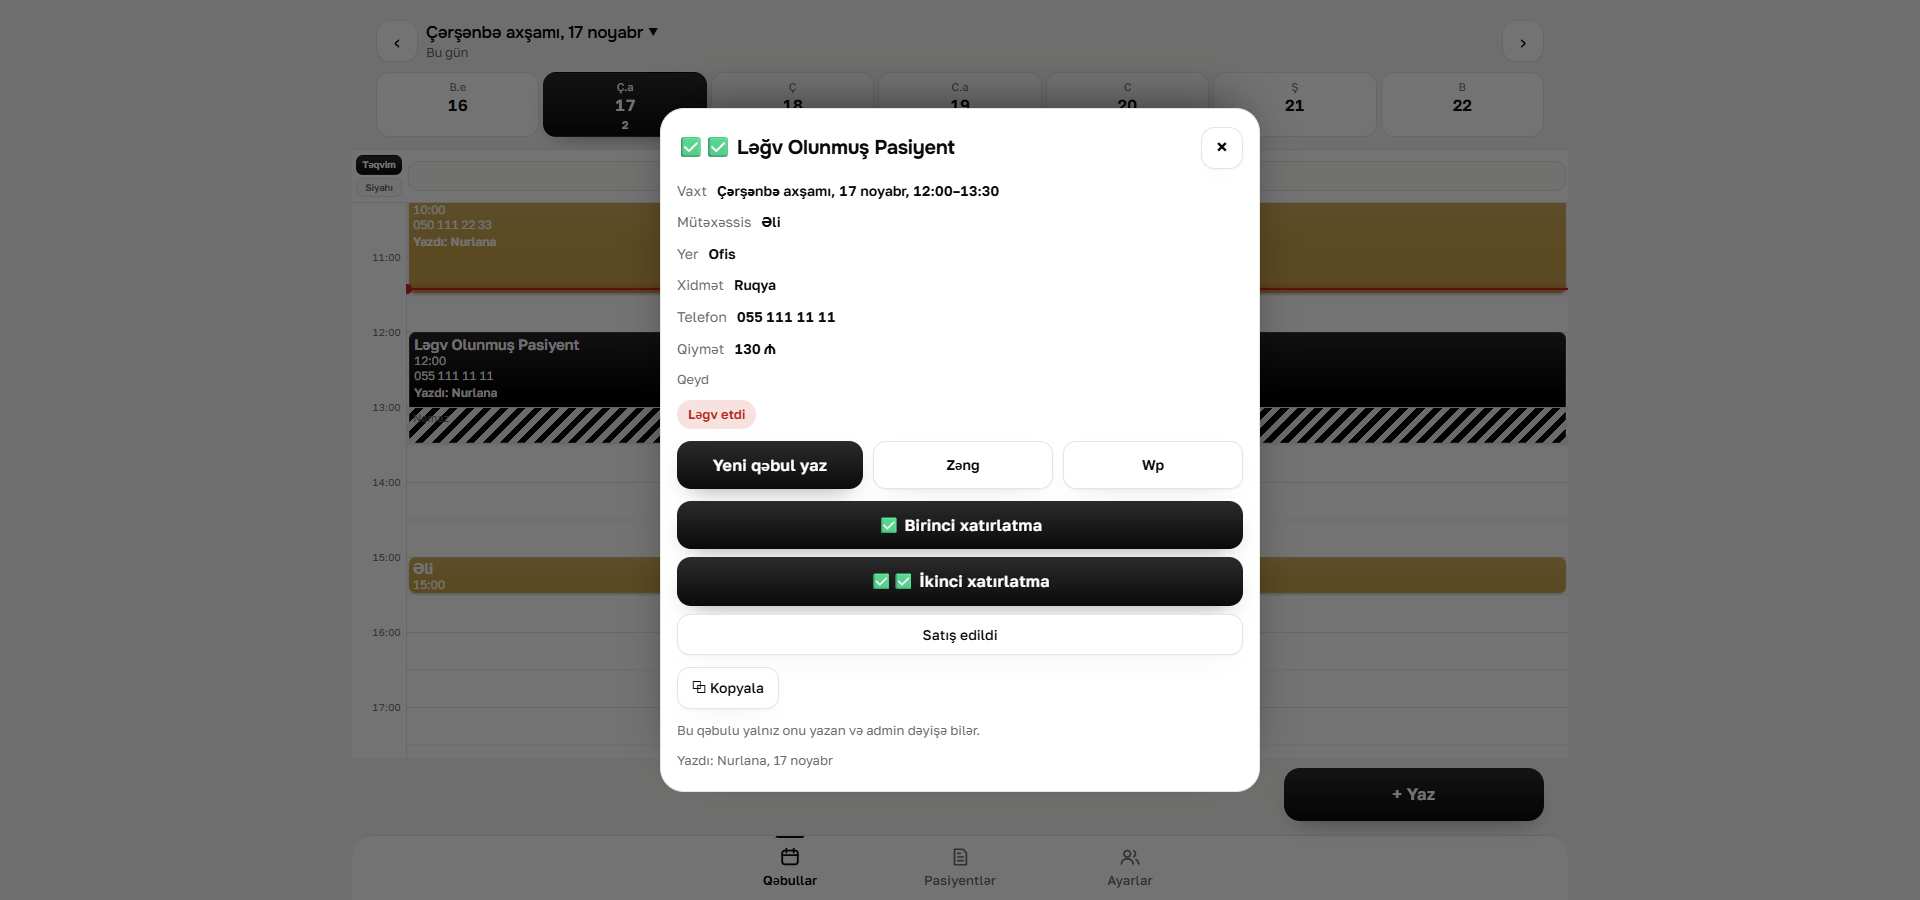 ‹
Çərşənbə axşamı, 17 noyabr ▾
Bu gün
›
B.e
16
Ç.a
17
2
Ç
18
C.a
19
C
20
Ş
21
B
22
Təqvim
Siyahı
10:00
050 111 22 33
Yazdı: Nurlana
11:00
12:00
Ləgv Olunmuş Pasiyent
12:00
055 111 11 11
Yazdı: Nurlana
13:00
14:00
15:00
Əli
15:00
16:00
17:00
✅ ✅ Ləğv Olunmuş Pasiyent
×
Vaxt Çərşənbə axşamı, 17 noyabr, 12:00–13:30
Mütəxəssis Əli
Yer Ofis
Xidmət Ruqya
Telefon 055 111 11 11
Qiymət 130 ₼
Qeyd
Ləgv etdi
Yeni qəbul yaz
Zəng
Wp
✅ Birinci xatırlatma
✅ ✅ İkinci xatırlatma
Satış edildi
Kopyala
Bu qəbulu yalnız onu yazan və admin dəyişə bilər.
Yazdı: Nurlana, 17 noyabr
+ Yaz
Qəbullar
Pasiyentlər
Ayarlar